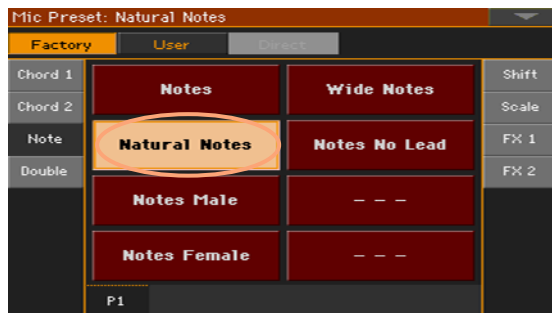 Mic Preset: Natural Notes
Factory User Direct
Chord 1
Chord 2
Note
Double
Notes
Wide Notes
Natural Notes
Notes No Lead
Notes Male
- - -
Notes Female
- - -
Shift
Scale
FX 1
FX 2
P1